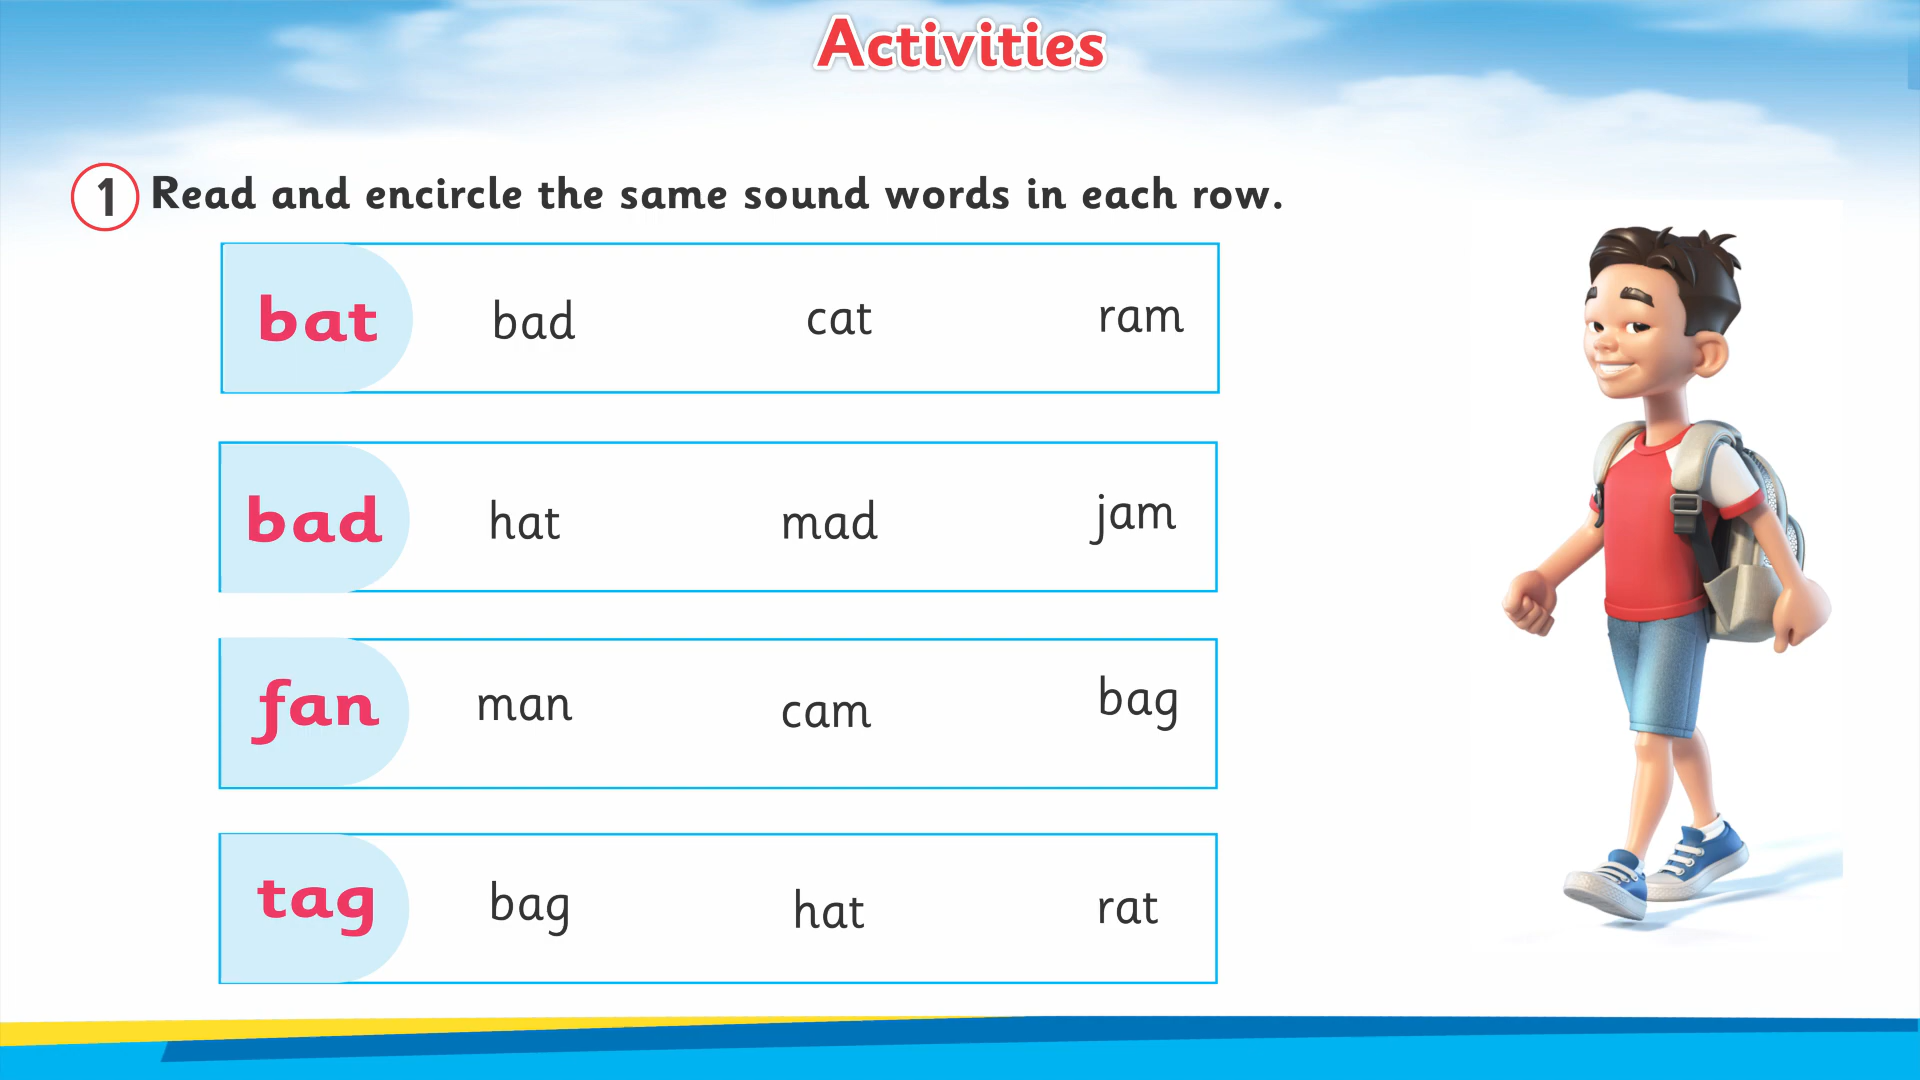 Activities
1 Read and encircle the same sound words in each row.
bat bad cat ram
bad hat mad jam
fan man cam bag
tag bag hat rat